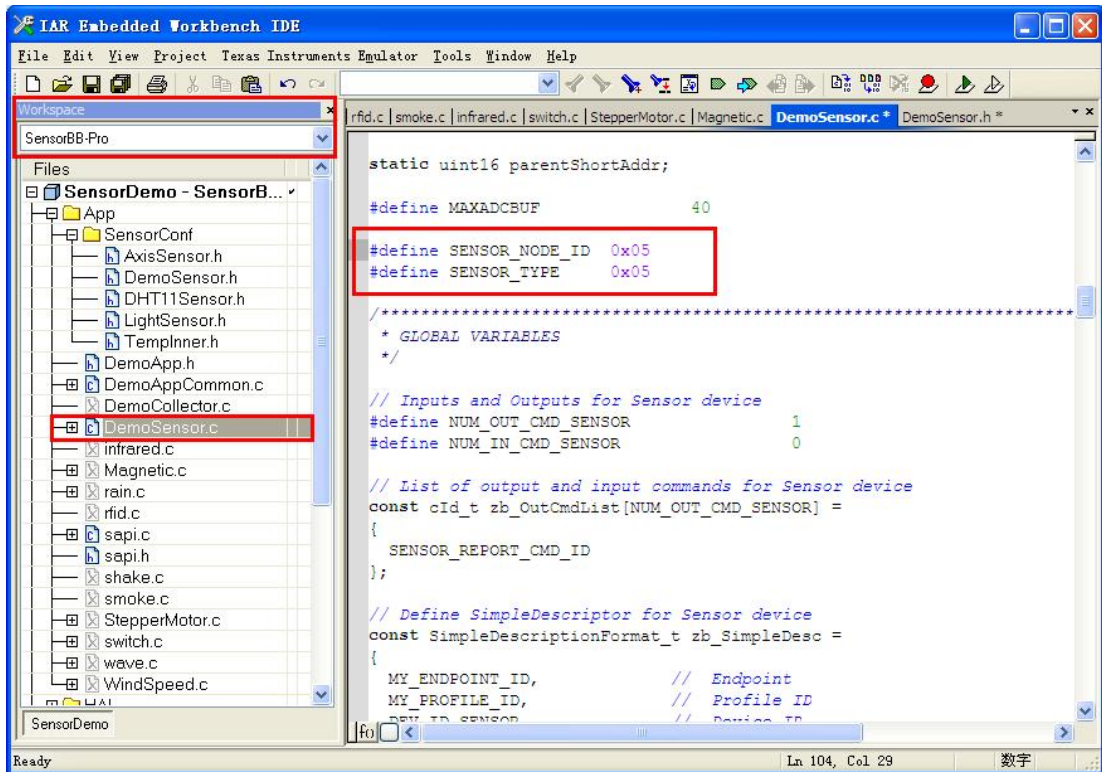 IAR Embedded Workbench IDE
File Edit View Project Texas Instruments Emulator Tools Window Help
Workspace
SensorBB-Pro
Files
SensorDemo - SensorB...
App
SensorConf
AxisSensor.h
DemoSensor.h
DHT11Sensor.h
LightSensor.h
TempInner.h
DemoApp.h
DemoAppCommon.c
DemoCollector.c
DemoSensor.c
infrared.c
Magnetic.c
rain.c
rfid.c
sapi.c
sapi.h
shake.c
smoke.c
StepperMotor.c
switch.c
wave.c
WindSpeed.c
HAL
SensorDemo
rfid.c | smoke.c | infrared.c | switch.c | StepperMotor.c | Magnetic.c DemoSensor.c * DemoSensor.h *
static uint16 parentShortAddr;
#define MAXADCBUF 40
#define SENSOR_NODE_ID 0x05
#define SENSOR_TYPE 0x05
/*********************************************************************
* GLOBAL VARIABLES
*/
// Inputs and Outputs for Sensor device
#define NUM_OUT_CMD_SENSOR 1
#define NUM_IN_CMD_SENSOR 0
// List of output and input commands for Sensor device
const cId_t zb_OutCmdList[NUM_OUT_CMD_SENSOR] =
{
SENSOR_REPORT_CMD_ID
};
// Define SimpleDescriptor for Sensor device
const SimpleDescriptionFormat_t zb_SimpleDesc =
{
MY_ENDPOINT_ID, // Endpoint
MY_PROFILE_ID, // Profile ID
DEV_ID_SENSOR // Device ID
Ready
Ln 104, Col 29
数字